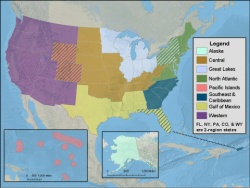 Legend
Alaska
Central
Great Lakes
North Atlantic
Pacific Islands
Southeast &
Caribbean
Gulf of Mexico
Western
FL, NY, PA, CO, & WY
are 2-region states